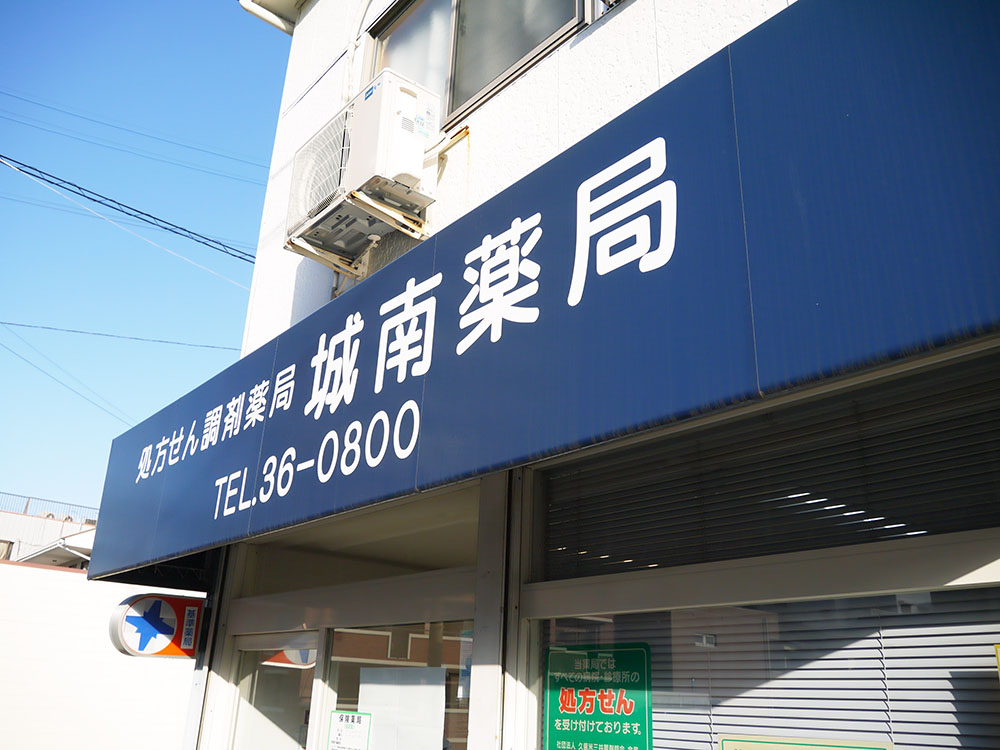 処方せん調剤薬局 城南薬局
TEL.36-0800
基準薬局
保険薬局
当薬局では
すべての病院・診療所の
処方せん
を受け付けております。